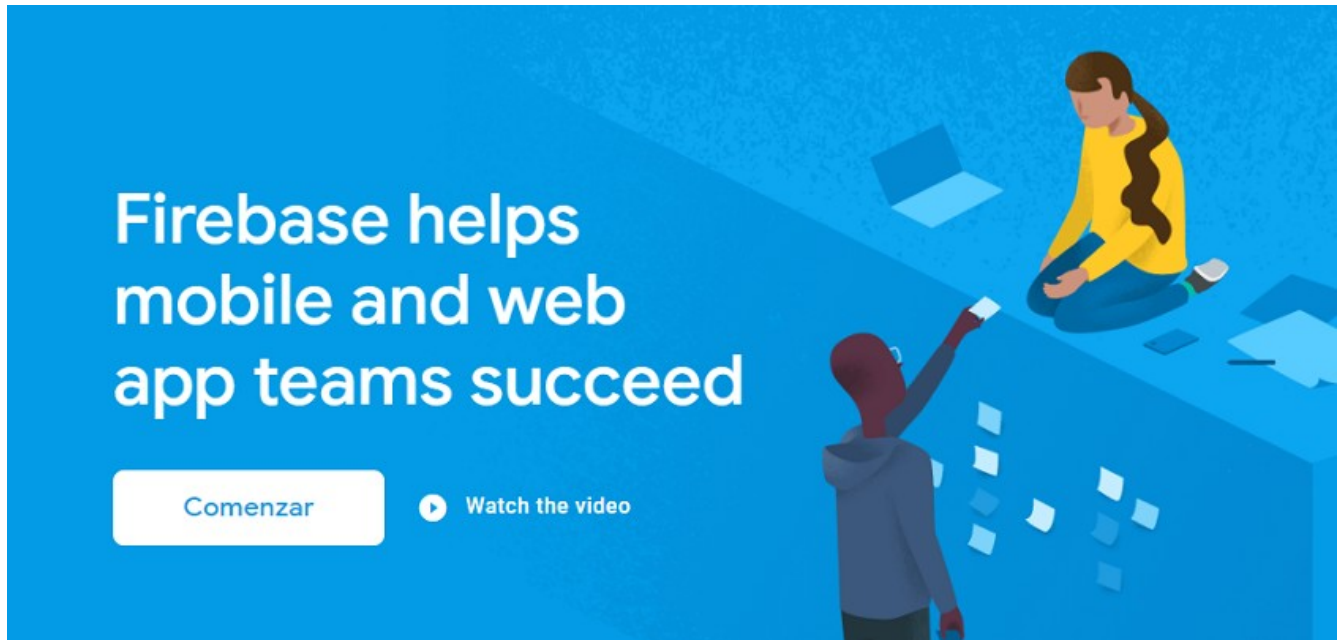 Firebase helps
mobile and web
app teams succeed
Comenzar
Watch the video